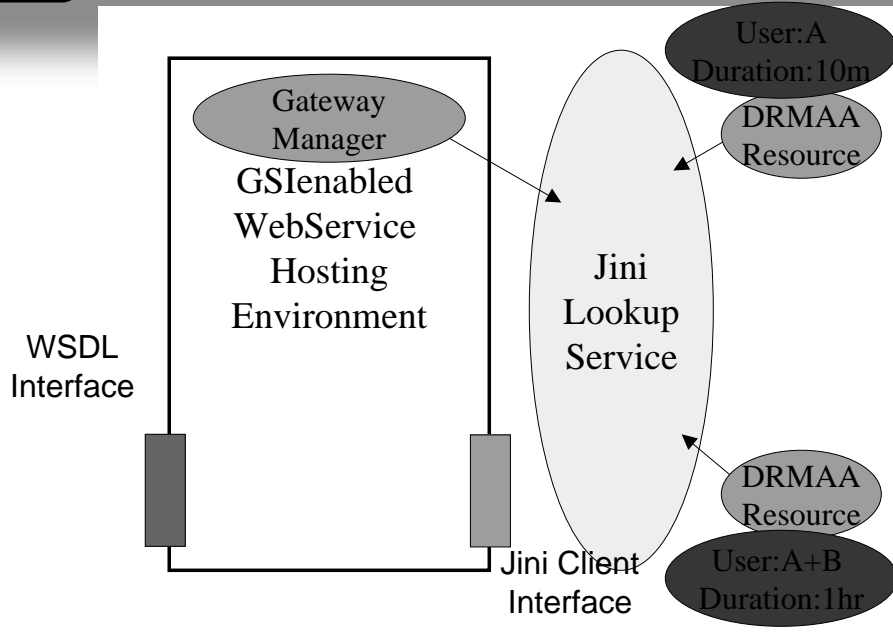 User:A
Duration:10m
DRMAA
Resource
Gateway
Manager
GSIenabled
WebService
Hosting
Environment
Jini
Lookup
Service
WSDL
Interface
DRMAA
Resource
User:A+B
Duration:1hr
Jini Client
Interface